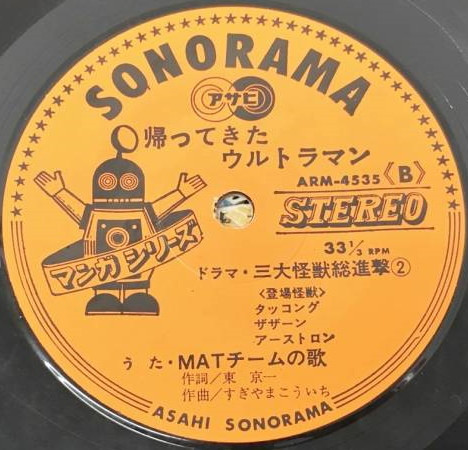 SONORAMA
アサヒ
帰ってきた
ウルトラマン
ARM-4535〈B〉
STEREO
33 1/3 RPM
マンガシリーズ
ドラマ・三大怪獣総進撃②
〈登場怪獣〉
タッコング
ザザーン
アーストロン
うた・MATチームの歌
作詞/東 京一
作曲/すぎやまこういち
ASAHI SONORAMA